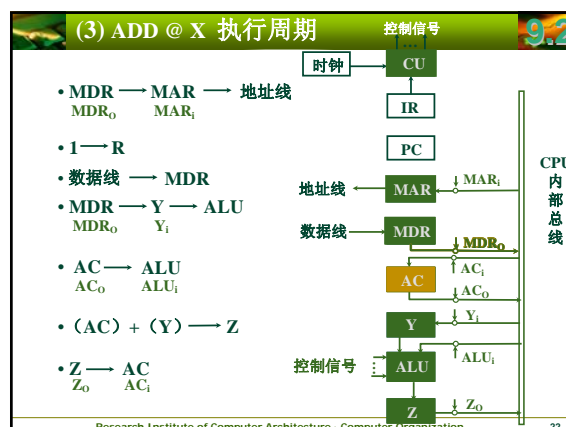 (3) ADD @ X 执行周期
9.2
• MDR → MAR → 地址线
MDRO MARi
• 1 → R
• 数据线 → MDR
• MDR → Y → ALU
MDRO Yi
• AC → ALU
ACO ALUi
•（AC）+（Y）→ Z
• Z → AC
ZO ACi
控制信号
…
时钟
CU
IR
PC
CPU
内
部
总
线
地址线
MAR
MARi
数据线
MDR
MDRO
ACi
AC
ACO
Y
Yi
控制信号
ALU
ALUi
Z
ZO
Research Institute of Computer Architecture - Computer Organization
22